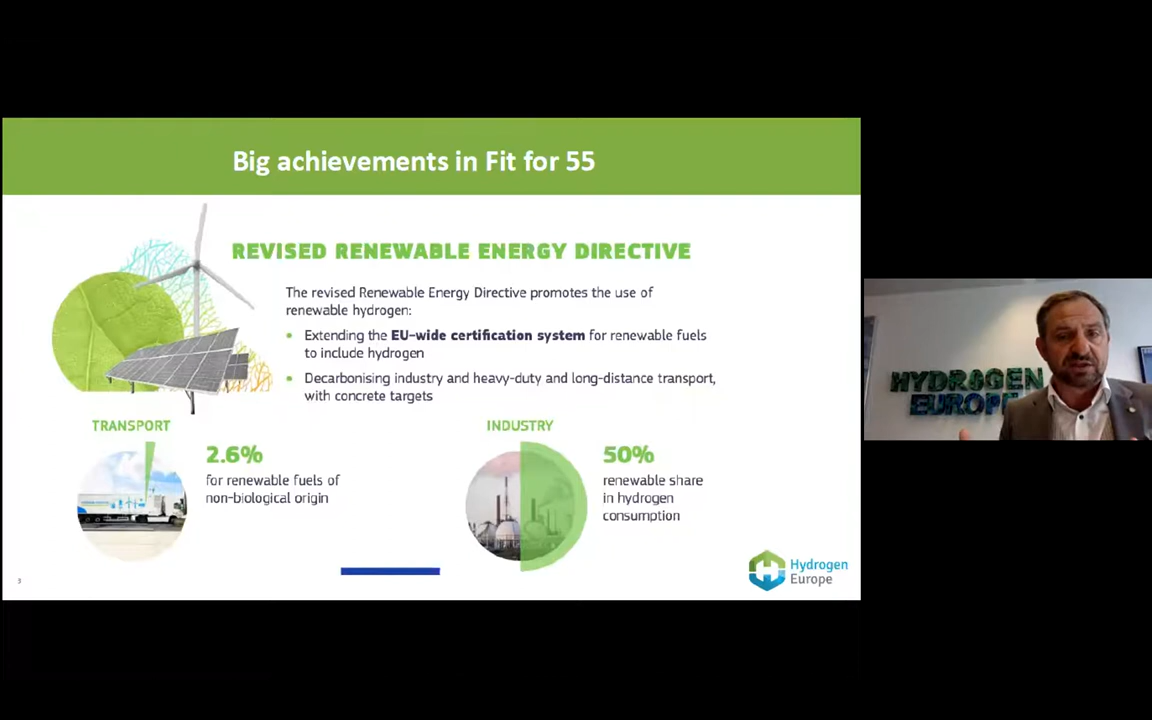 Big achievements in Fit for 55
REVISED RENEWABLE ENERGY DIRECTIVE
The revised Renewable Energy Directive promotes the use of
renewable hydrogen:
• Extending the EU-wide certification system for renewable fuels
to include hydrogen
• Decarbonising industry and heavy-duty and long-distance transport,
with concrete targets
TRANSPORT
2.6%
for renewable fuels of
non-biological origin
INDUSTRY
50%
renewable share
in hydrogen
consumption
3
Hydrogen
Europe
HYDROGEN
EUROPE